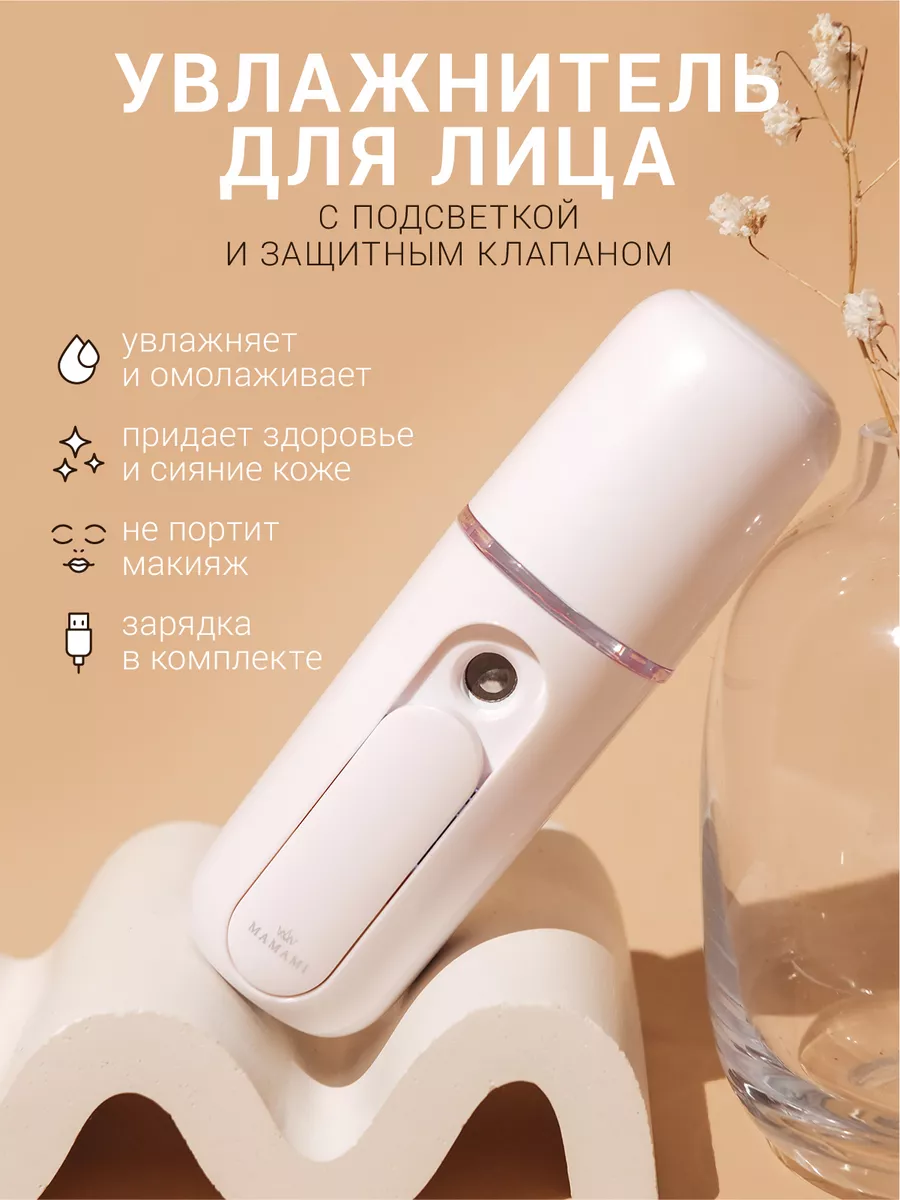 УВЛАЖНИТЕЛЬ
ДЛЯ ЛИЦА
С ПОДСВЕТКОЙ
И ЗАЩИТНЫМ КЛАПАНОМ
увлажняет
и омолаживает
придает здоровье
и сияние коже
не портит
макияж
зарядка
в комплекте
MAMAMI